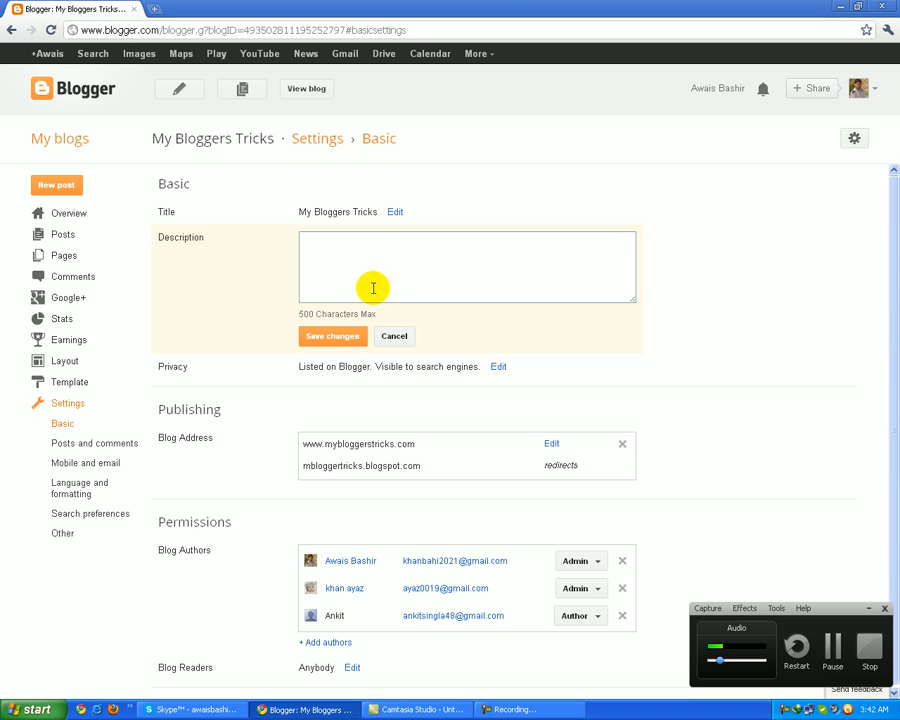 Blogger: My Bloggers Tricks...
www.blogger.com/blogger.g?blogID=493502811195252797#basicsettings
+Awais Search Images Maps Play YouTube News Gmail Drive Calendar More
Blogger
View blog
Awais Bashir
+ Share
My blogs
My Bloggers Tricks · Settings › Basic
New post
Overview
Posts
Pages
Comments
Google+
Stats
Earnings
Layout
Template
Settings
Basic
Posts and comments
Mobile and email
Language and
formatting
Search preferences
Other
Basic
Title My Bloggers Tricks Edit
Description
500 Characters Max
Save changes Cancel
Privacy Listed on Blogger. Visible to search engines. Edit
Publishing
Blog Address www.mybloggerstricks.com Edit
mbloggertricks.blogspot.com redirects
Permissions
Blog Authors
Awais Bashir khanbahi2021@gmail.com Admin
khan ayaz ayaz0019@gmail.com Admin
Ankit ankitsingla48@gmail.com Author
+ Add authors
Blog Readers Anybody Edit
Capture Effects Tools Help
Audio
Restart Pause Stop
Send feedback
start
Skype™ - awaisbashi...
Blogger: My Bloggers ...
Camtasia Studio - Unt...
Recording...
3:42 AM